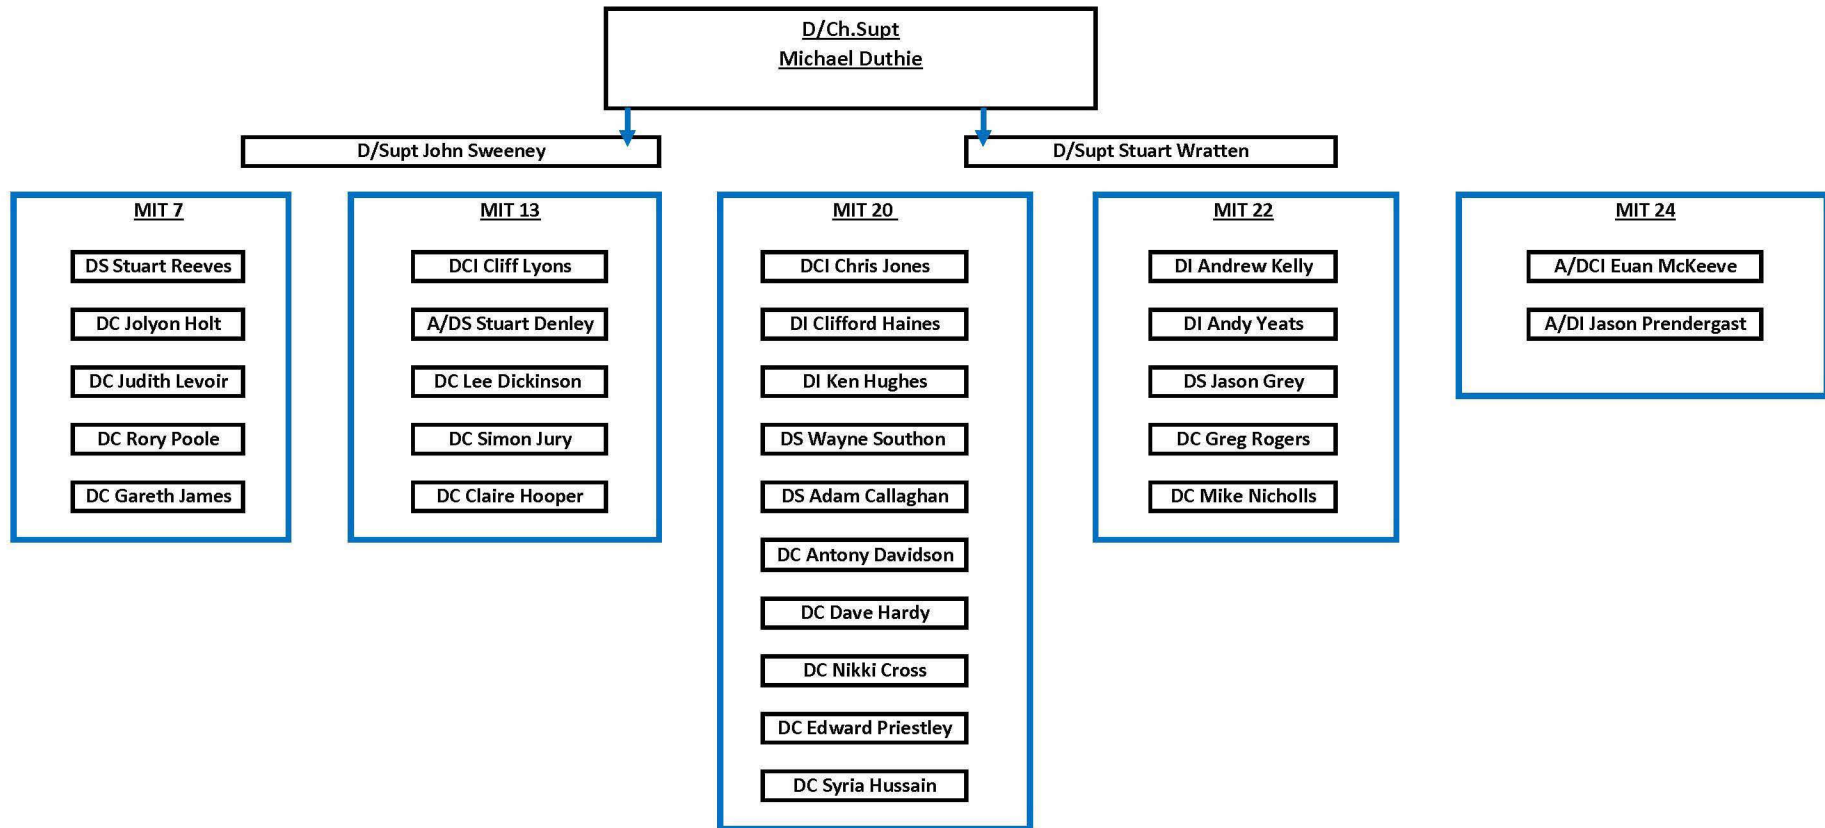 D/Ch.Supt
Michael Duthie
D/Supt John Sweeney
D/Supt Stuart Wratten
MIT 7
DS Stuart Reeves
DC Jolyon Holt
DC Judith Levoir
DC Rory Poole
DC Gareth James
MIT 13
DCI Cliff Lyons
A/DS Stuart Denley
DC Lee Dickinson
DC Simon Jury
DC Claire Hooper
MIT 20
DCI Chris Jones
DI Clifford Haines
DI Ken Hughes
DS Wayne Southon
DS Adam Callaghan
DC Antony Davidson
DC Dave Hardy
DC Nikki Cross
DC Edward Priestley
DC Syria Hussain
MIT 22
DI Andrew Kelly
DI Andy Yeats
DS Jason Grey
DC Greg Rogers
DC Mike Nicholls
MIT 24
A/DCI Euan McKeeve
A/DI Jason Prendergast